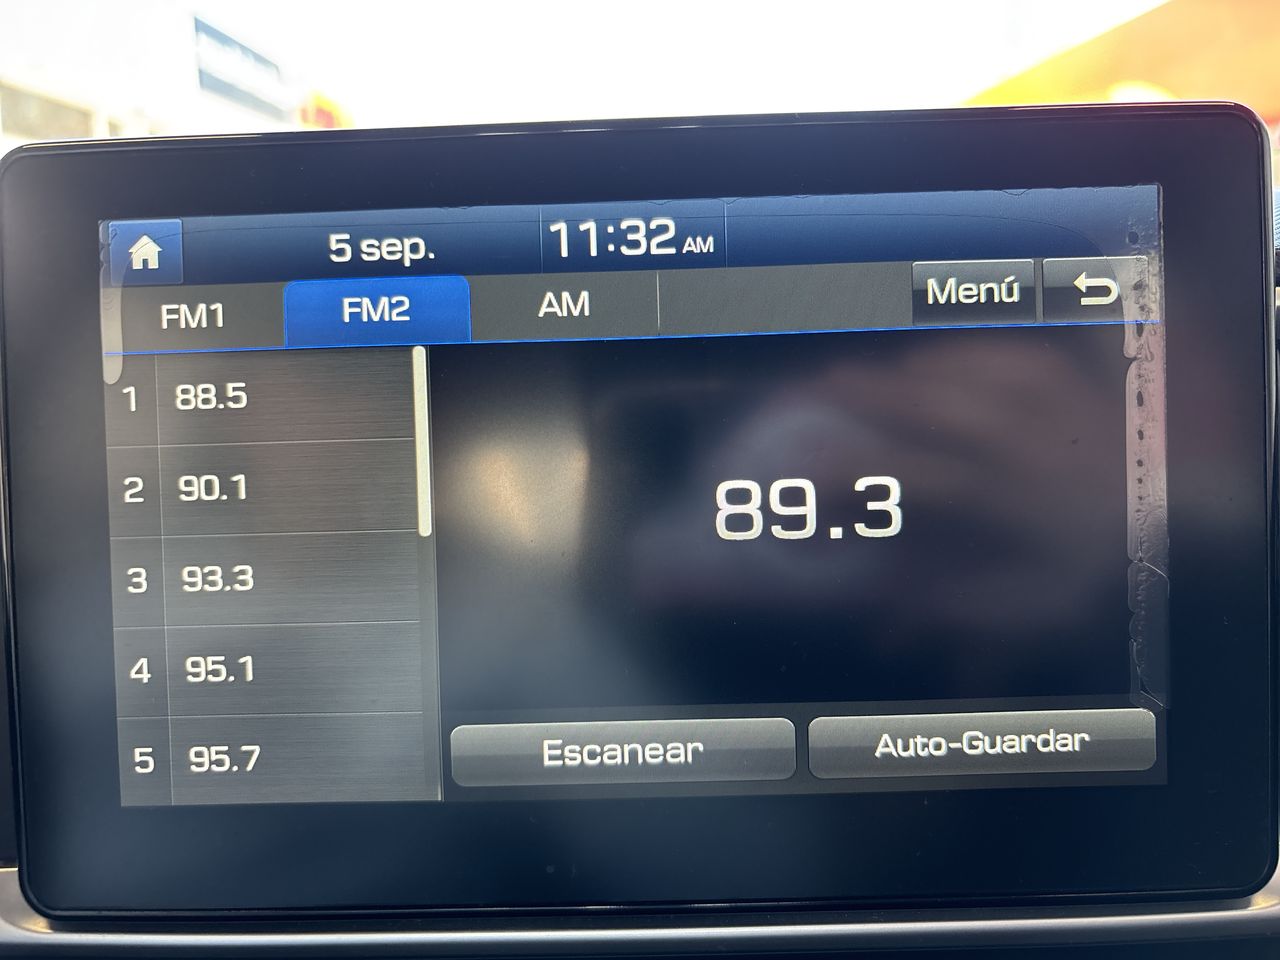 5 sep. 11:32 AM
FM1 FM2 AM Menú
1 88.5
2 90.1
3 93.3
4 95.1
5 95.7
89.3
Escanear Auto-Guardar